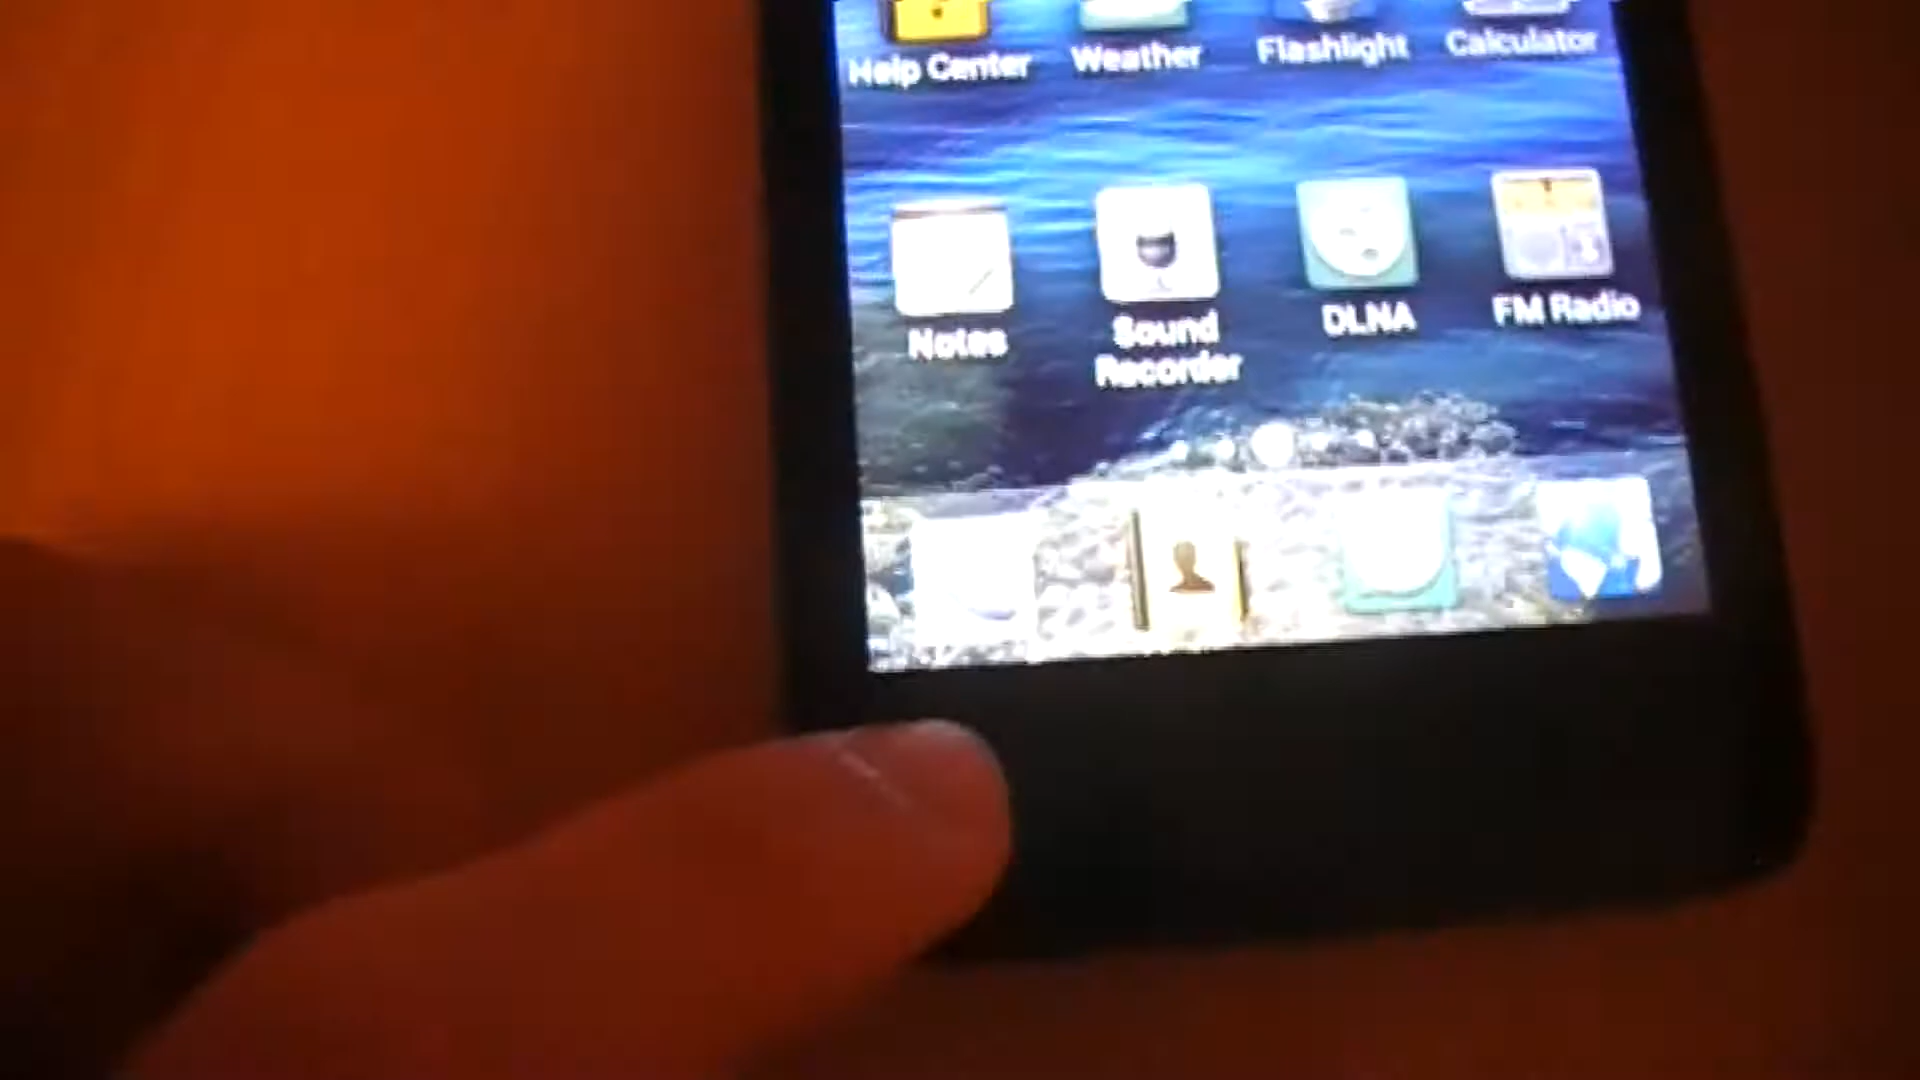 Help Center Weather Flashlight Calculator
Notes Sound Recorder DLNA FM Radio